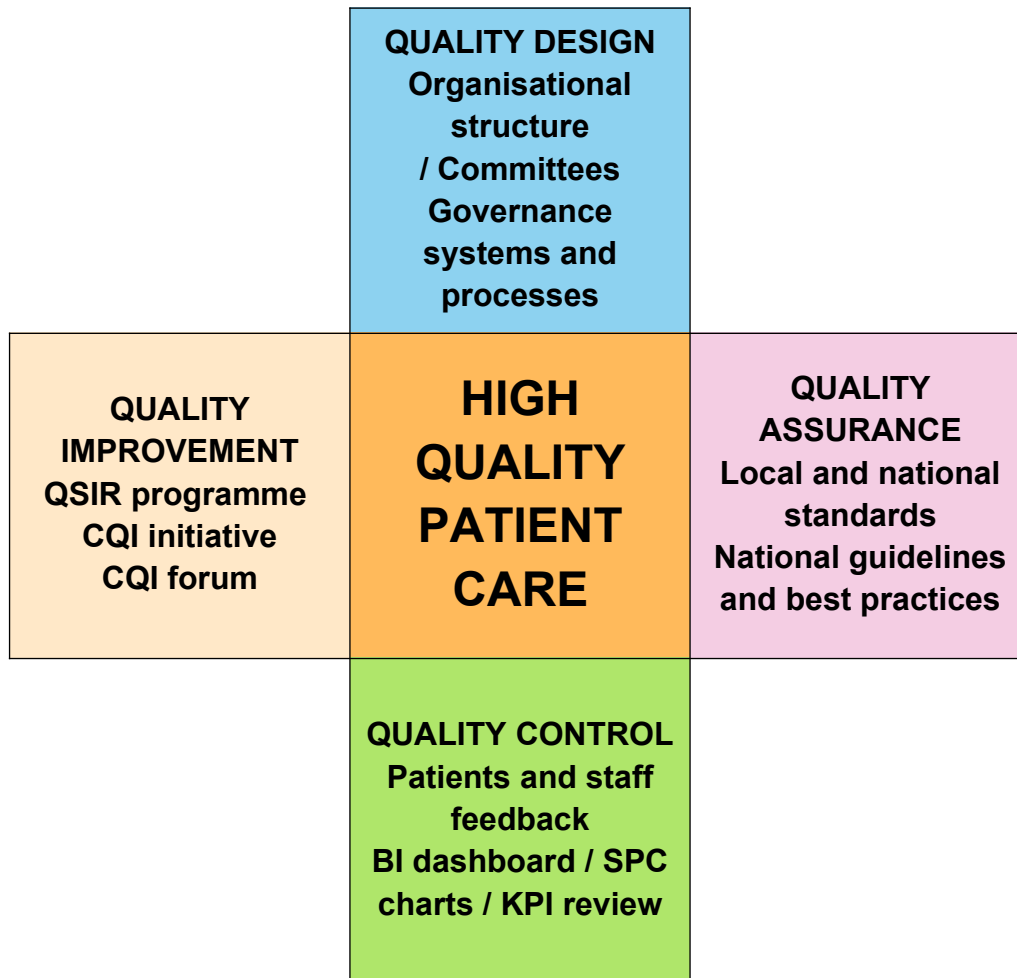 QUALITY DESIGN
Organisational
structure
/ Committees
Governance
systems and
processes
QUALITY
IMPROVEMENT
QSIR programme
CQI initiative
CQI forum
HIGH
QUALITY
PATIENT
CARE
QUALITY
ASSURANCE
Local and national
standards
National guidelines
and best practices
QUALITY CONTROL
Patients and staff
feedback
BI dashboard / SPC
charts / KPI review